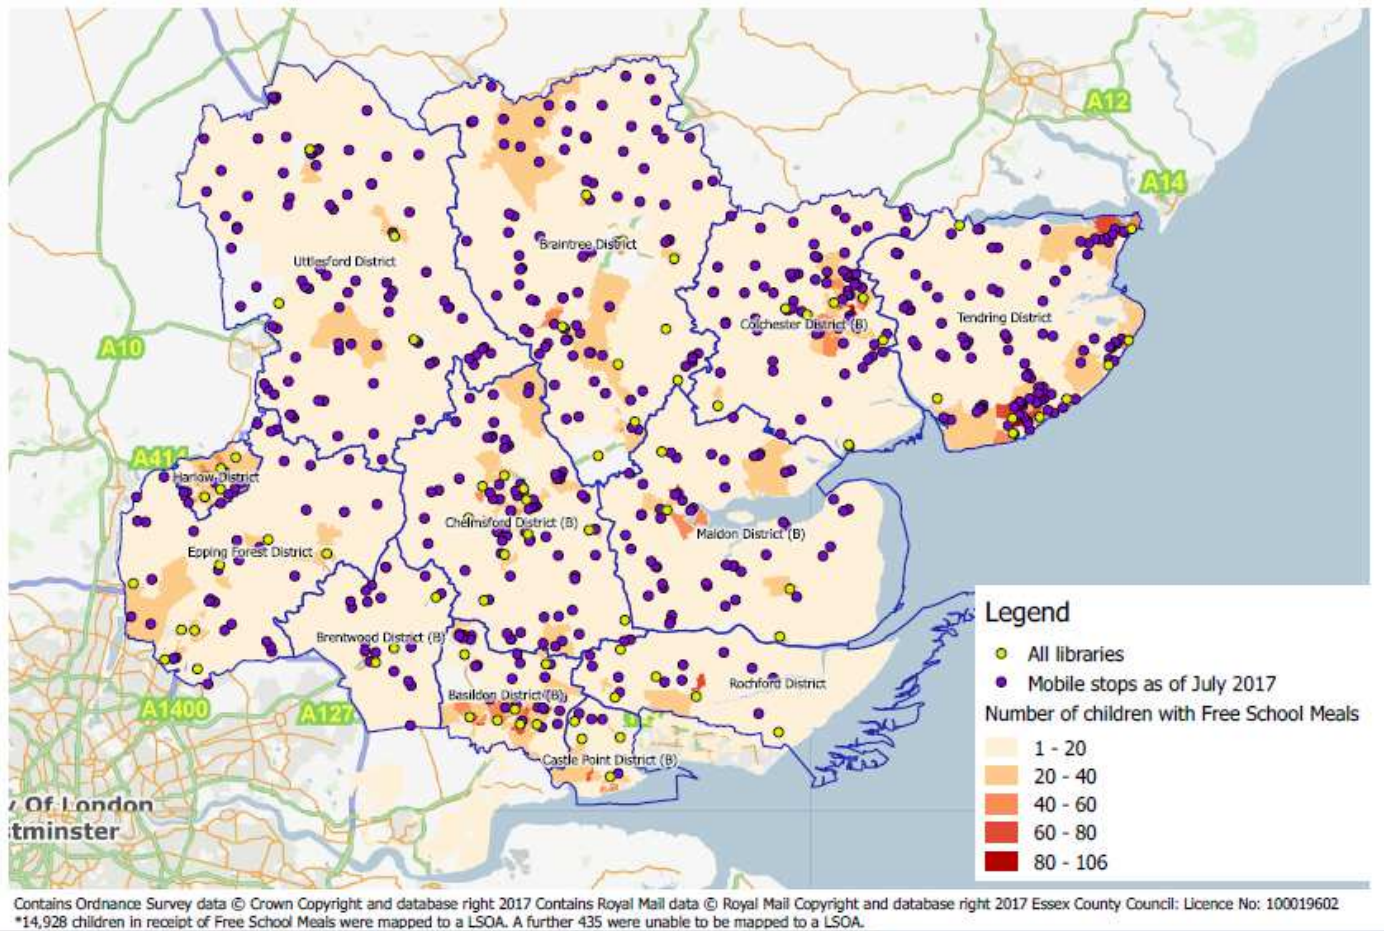 A12
A14
Braintree District
Uttlesford District
Tendring District
Colchester District (B)
A10
A414
Harlow District
Chelmsford District (B)
Maldon District (B)
Epping Forest District
Legend
Brentwood District (B)
All libraries
Rochford District
Mobile stops as of July 2017
Basildon District (B)
A1400
A127
Number of children with Free School Meals
1 - 20
Castle Point District (B)
20 - 40
y Of London
40 - 60
stminster
60 - 80
80 - 106
Contains Ordnance Survey data © Crown Copyright and database right 2017 Contains Royal Mail data © Royal Mail Copyright and database right 2017 Essex County Council: Licence No: 100019602
*14,928 children in receipt of Free School Meals were mapped to a LSOA. A further 435 were unable to be mapped to a LSOA.